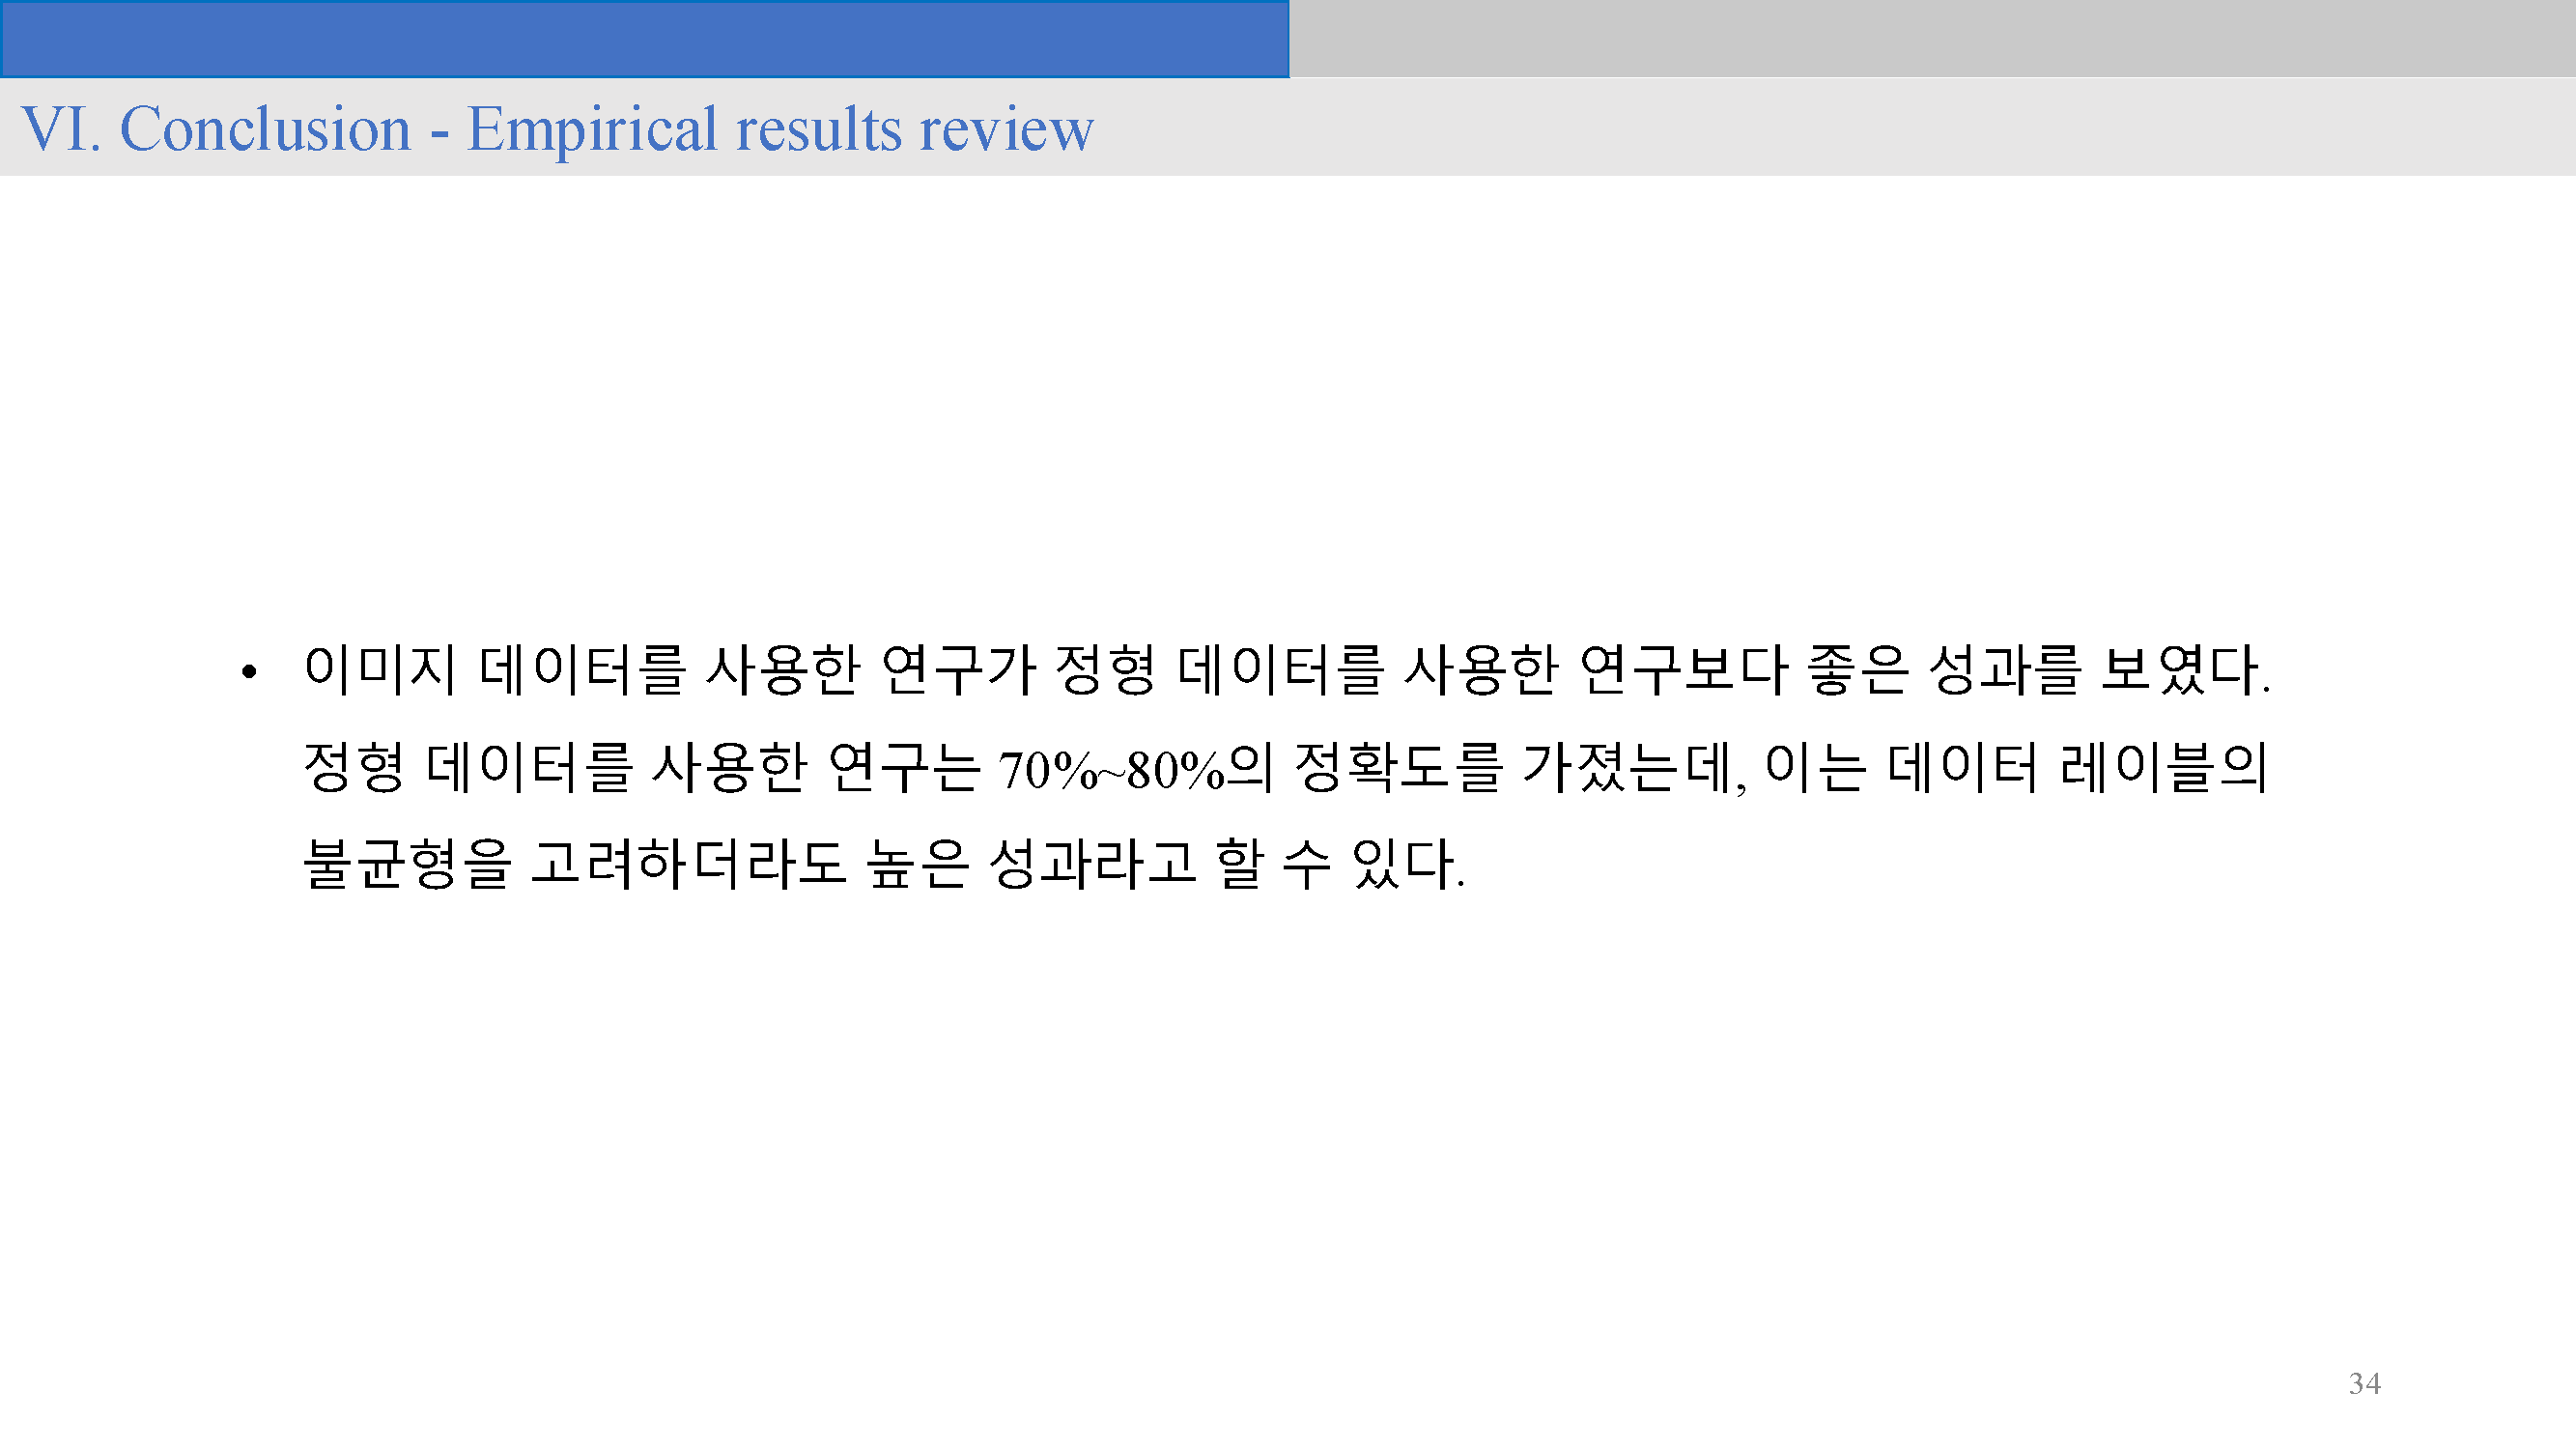 VI. Conclusion - Empirical results review
• 이미지 데이터를 사용한 연구가 정형 데이터를 사용한 연구보다 좋은 성과를 보였다.
정형 데이터를 사용한 연구는 70%~80%의 정확도를 가졌는데, 이는 데이터 레이블의
불균형을 고려하더라도 높은 성과라고 할 수 있다.
34